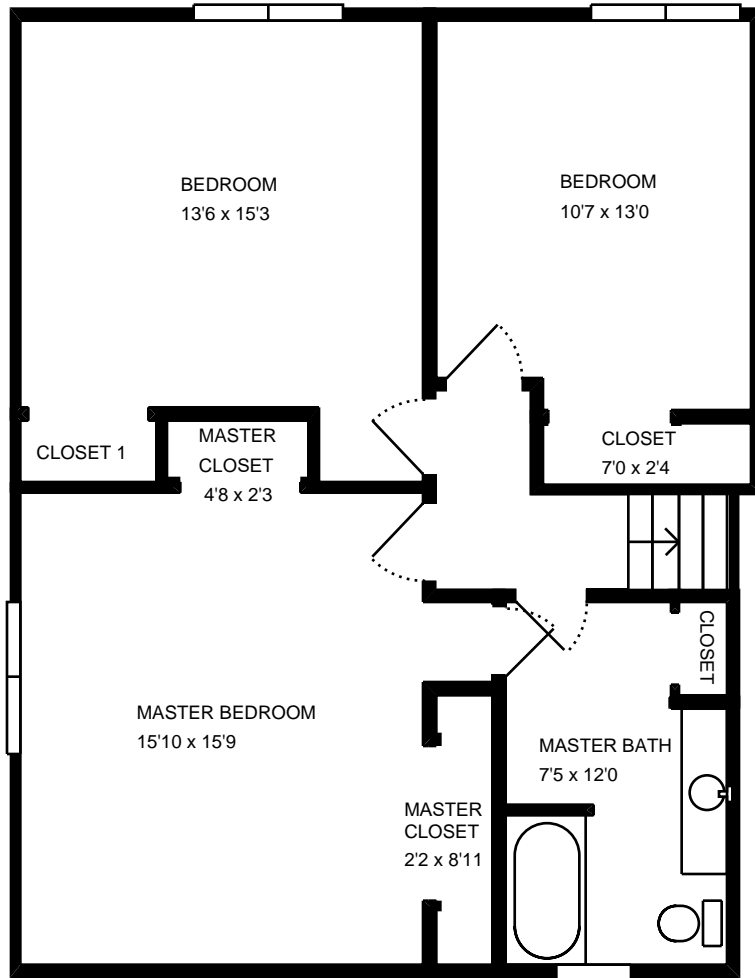 BEDROOM
13'6 x 15'3
BEDROOM
10'7 x 13'0
CLOSET 1
MASTER
CLOSET
4'8 x 2'3
CLOSET
7'0 x 2'4
CLOSET
MASTER BEDROOM
15'10 x 15'9
MASTER BATH
7'5 x 12'0
MASTER
CLOSET
2'2 x 8'11